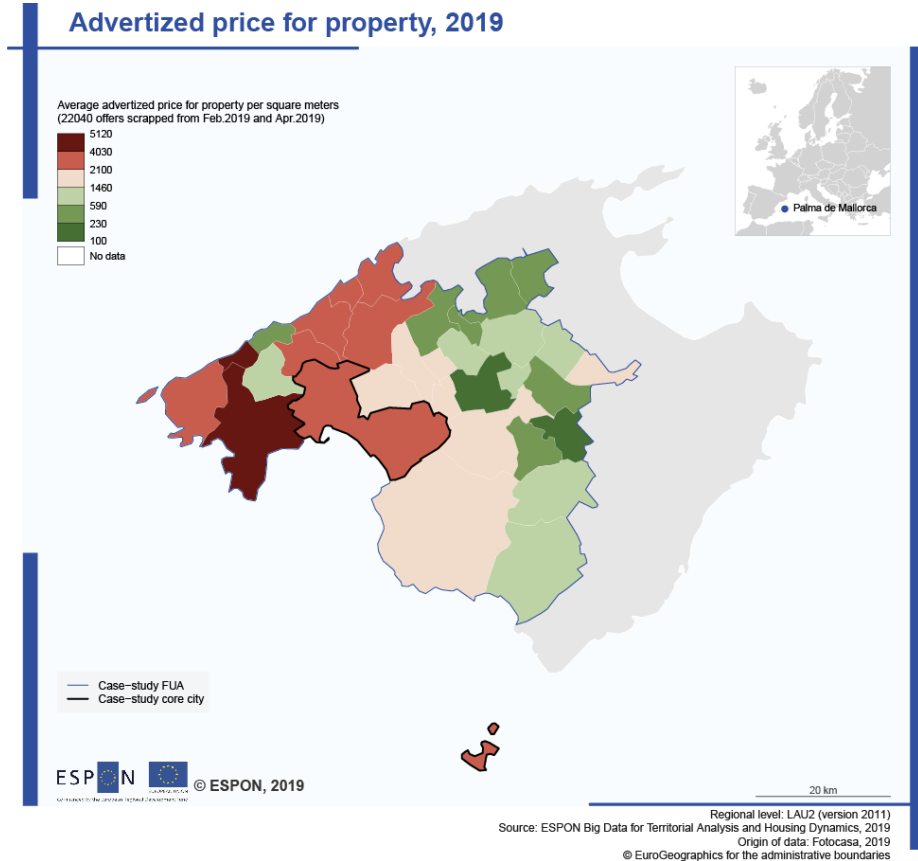 Advertized price for property, 2019
Average advertized price for property per square meters
(22040 offers scrapped from Feb.2019 and Apr.2019)
5120
4030
2100
1460
590
230
100
No data
Palma de Mallorca
Case−study FUA
Case−study core city
ESPON
© ESPON, 2019
20 km
Regional level: LAU2 (version 2011)
Source: ESPON Big Data for Territorial Analysis and Housing Dynamics, 2019
Origin of data: Fotocasa, 2019
© EuroGeographics for the administrative boundaries